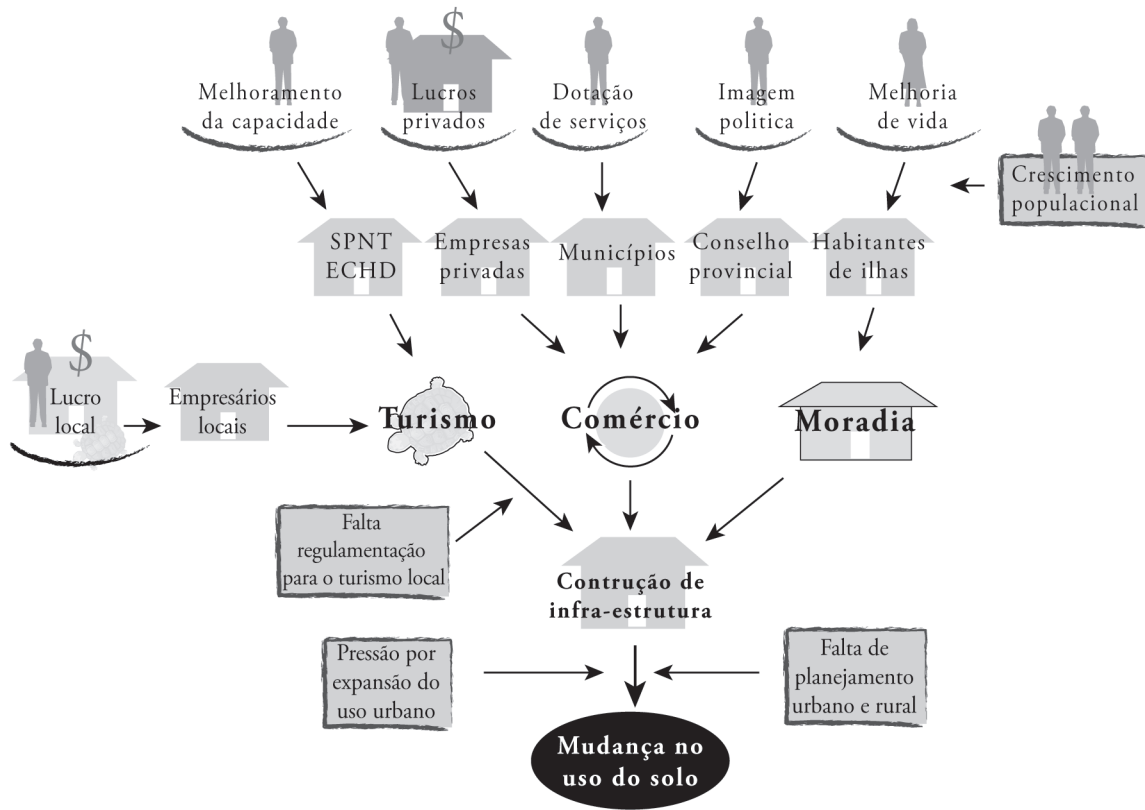 $
Melhoramento
da capacidade
Lucros
privados
Dotação
de serviços
Imagem
politica
Melhoria
de vida
Crescimento
populacional
SPNT
ECHD
Empresas
privadas
Municípios
Conselho
provincial
Habitantes
de ilhas
$
Lucro
local
Empresários
locais
Turismo
Comércio
Moradia
Falta
regulamentação
para o turismo local
Contrução de
infra-estrutura
Pressão por
expansão do
uso urbano
Falta de
planejamento
urbano e rural
Mudança no
uso do solo